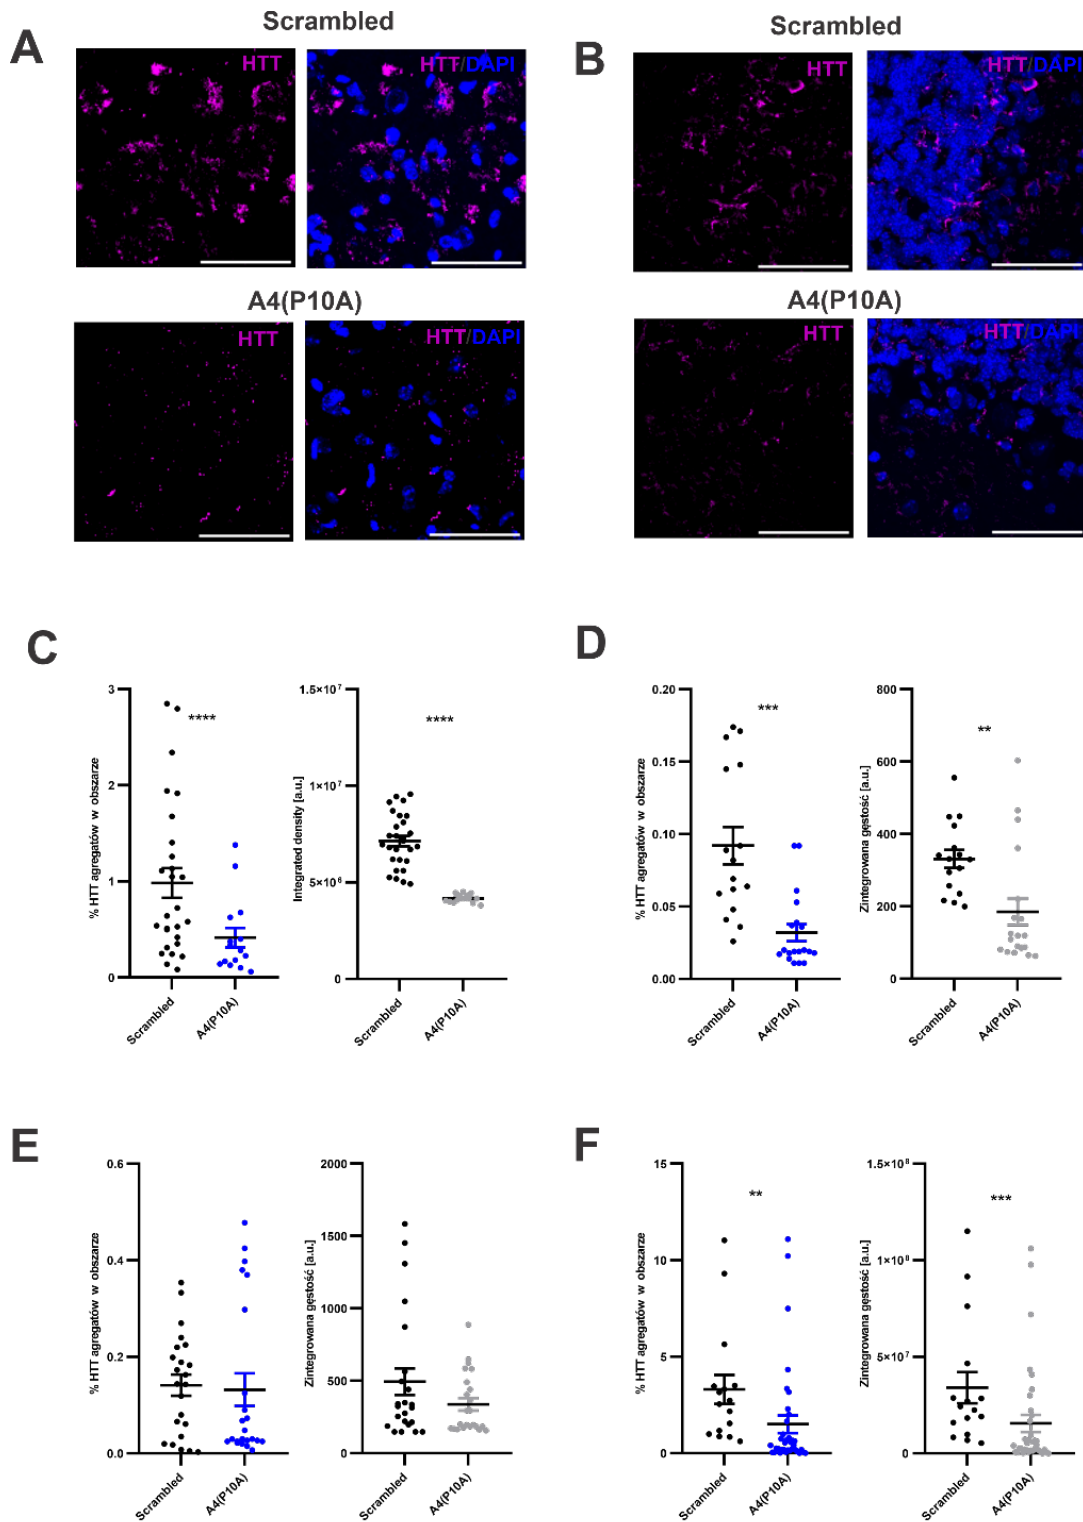 A
Scrambled
HTT
HTT/DAPI
A4(P10A)
HTT
HTT/DAPI
B
Scrambled
HTT
HTT/DAPI
A4(P10A)
HTT
HTT/DAPI
C
% HTT agregatów w obszarze
3
2
1
0
****
Scrambled
A4(P10A)
Integrated density [a.u.]
1.5×10⁷
1×10⁷
5×10⁶
0
****
Scrambled
A4(P10A)
D
% HTT agregatów w obszarze
0.20
0.15
0.10
0.05
0.00
***
Scrambled
A4(P10A)
Zintegrowana gęstość [a.u.]
800
600
400
200
0
**
Scrambled
A4(P10A)
E
% HTT agregatów w obszarze
0.6
0.4
0.2
0.0
Scrambled
A4(P10A)
Zintegrowana gęstość [a.u.]
2000
1500
1000
500
0
Scrambled
A4(P10A)
F
% HTT agregatów w obszarze
15
10
5
0
**
Scrambled
A4(P10A)
Zintegrowana gęstość [a.u.]
1.5×10⁸
1×10⁸
5×10⁷
0
***
Scrambled
A4(P10A)